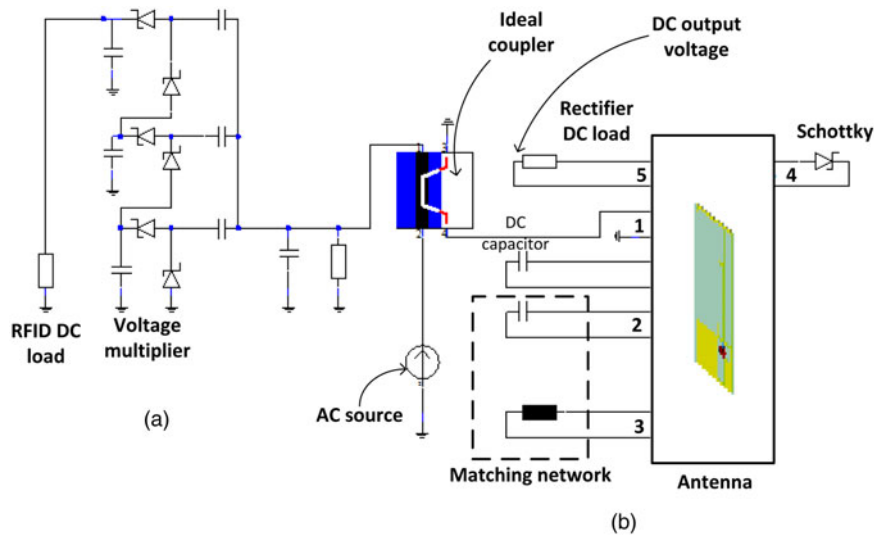 Ideal
coupler
DC output
voltage
Rectifier
DC load
Schottky
5
4
1
DC
capacitor
2
3
RFID DC
load
Voltage
multiplier
AC source
Matching network
Antenna
(a)
(b)